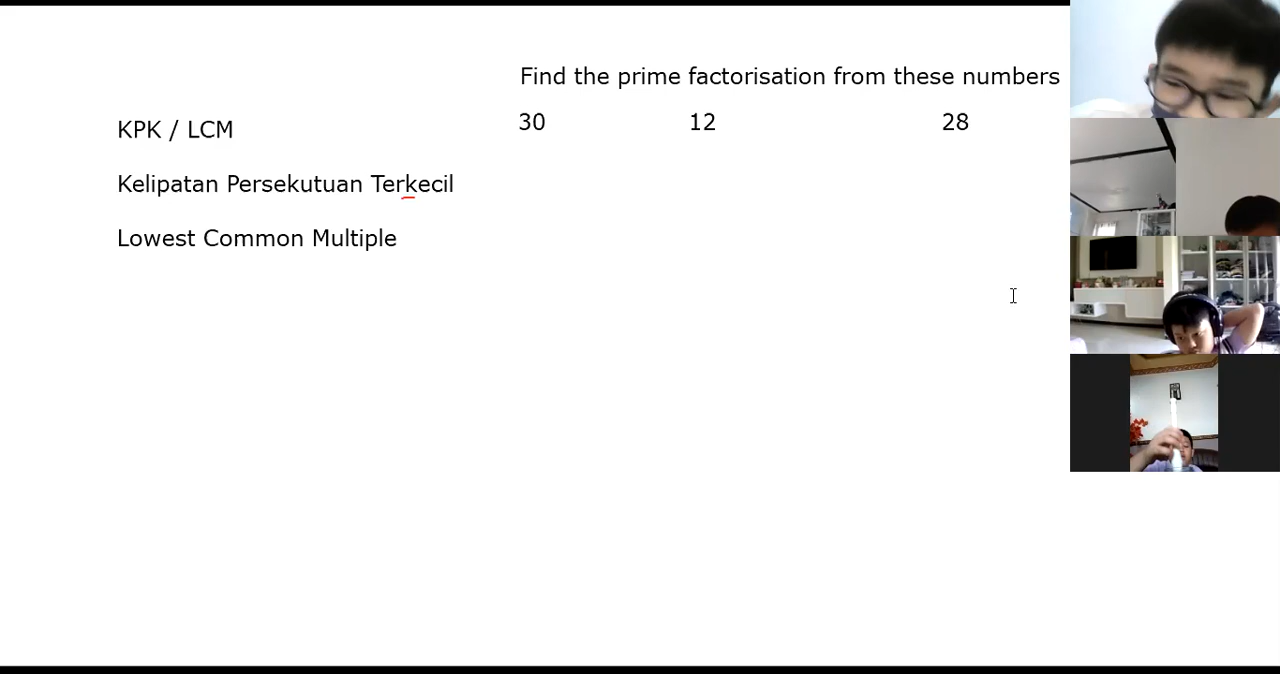 Find the prime factorisation from these numbers
KPK / LCM
30 12 28
Kelipatan Persekutuan Terkecil
Lowest Common Multiple